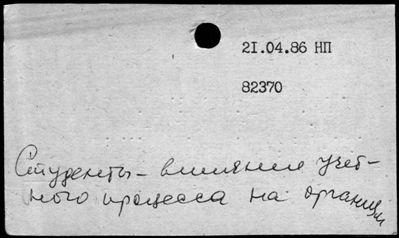 21.04.86 НП
82370
Студенты – влияние учеб-
ного процесса на организм